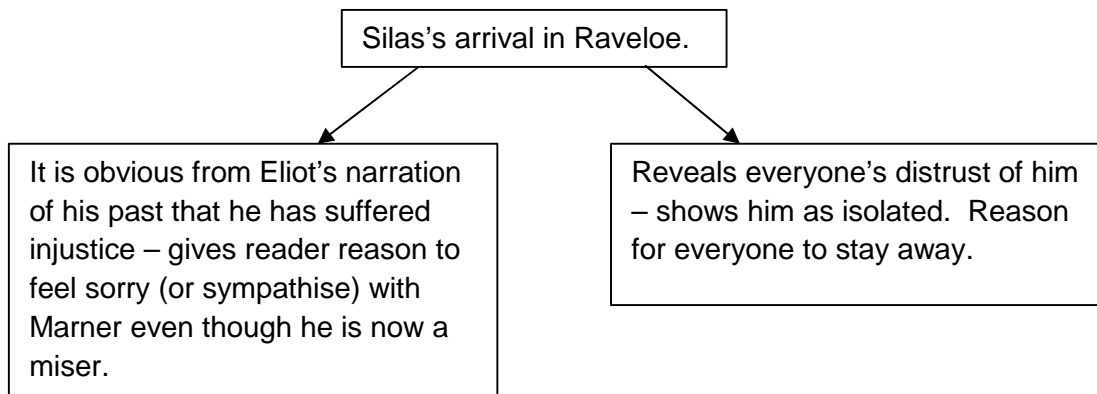 Silas’s arrival in Raveloe.
It is obvious from Eliot’s narration
of his past that he has suffered
injustice – gives reader reason to
feel sorry (or sympathise) with
Marner even though he is now a
miser.
Reveals everyone’s distrust of him
– shows him as isolated.  Reason
for everyone to stay away.